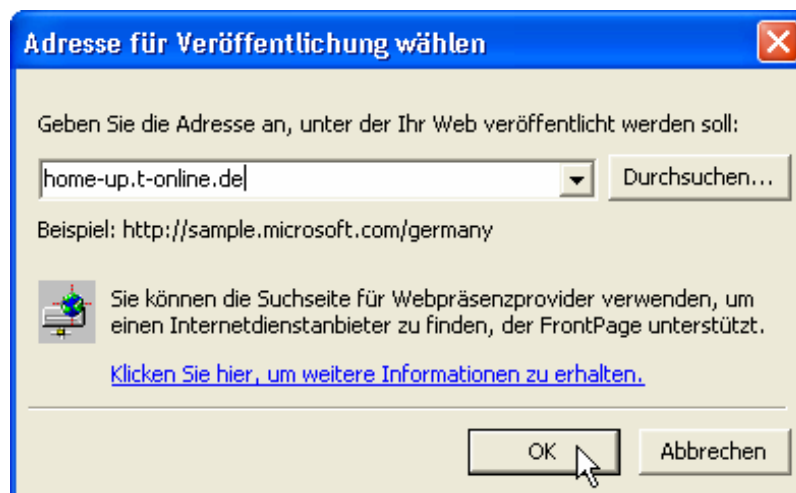 Adresse für Veröffentlichung wählen
Geben Sie die Adresse an, unter der Ihr Web veröffentlicht werden soll:
home-up.t-online.de
Durchsuchen...
Beispiel: http://sample.microsoft.com/germany
Sie können die Suchseite für Webpräsenzprovider verwenden, um
einen Internetdienstanbieter zu finden, der FrontPage unterstützt.
Klicken Sie hier, um weitere Informationen zu erhalten.
OK
Abbrechen